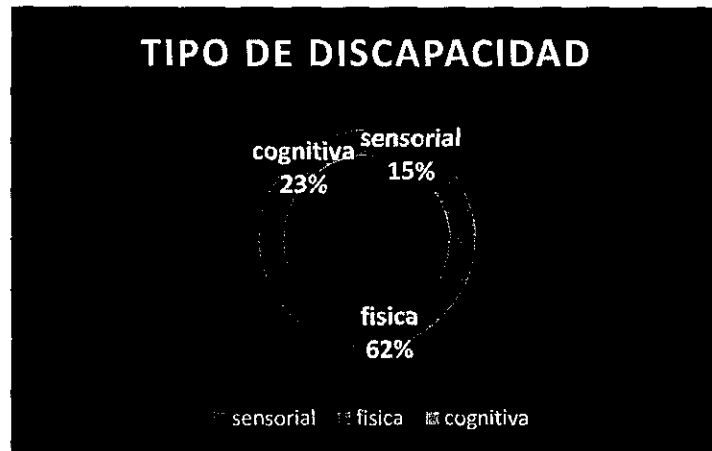 TIPO DE DISCAPACIDAD
sensorial
15%
cognitiva
23%
fisica
62%
sensorial fisica cognitiva